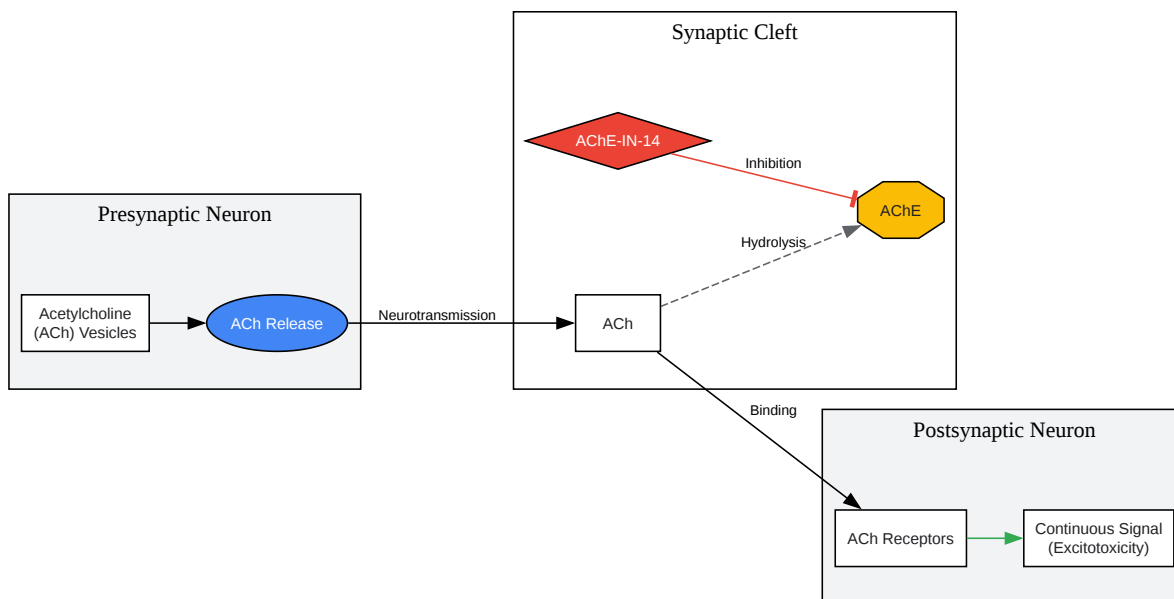 Synaptic Cleft
AChE-IN-14
Inhibition
AChE
Hydrolysis
Presynaptic Neuron
Acetylcholine
(ACh) Vesicles
ACh Release
Neurotransmission
ACh
Binding
Postsynaptic Neuron
ACh Receptors
Continuous Signal
(Excitotoxicity)